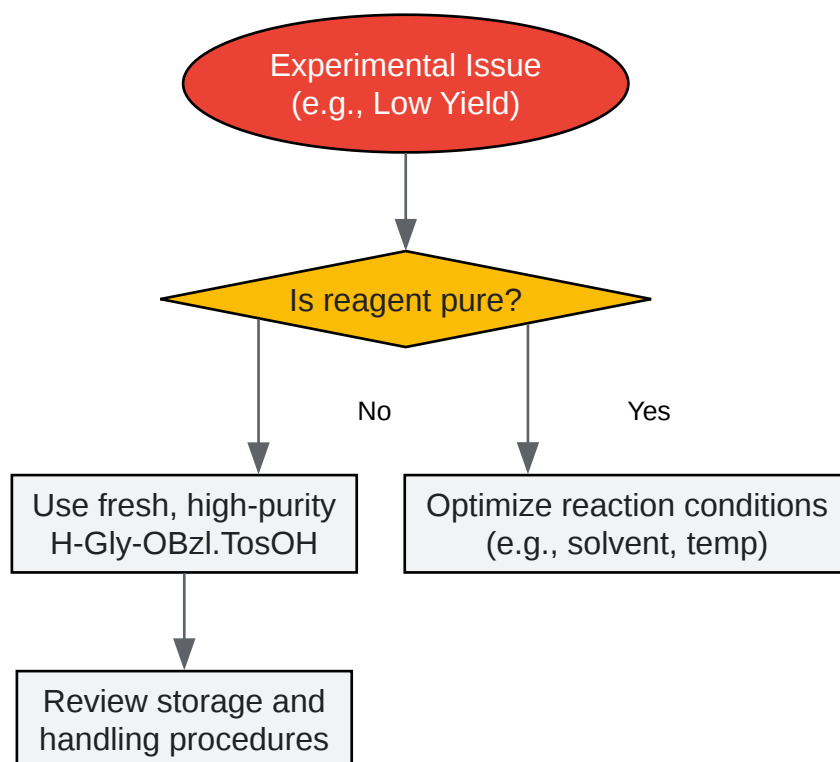 Experimental Issue
(e.g., Low Yield)
Is reagent pure?
No
Yes
Use fresh, high-purity
H-Gly-OBzl.TosOH
Optimize reaction conditions
(e.g., solvent, temp)
Review storage and
handling procedures